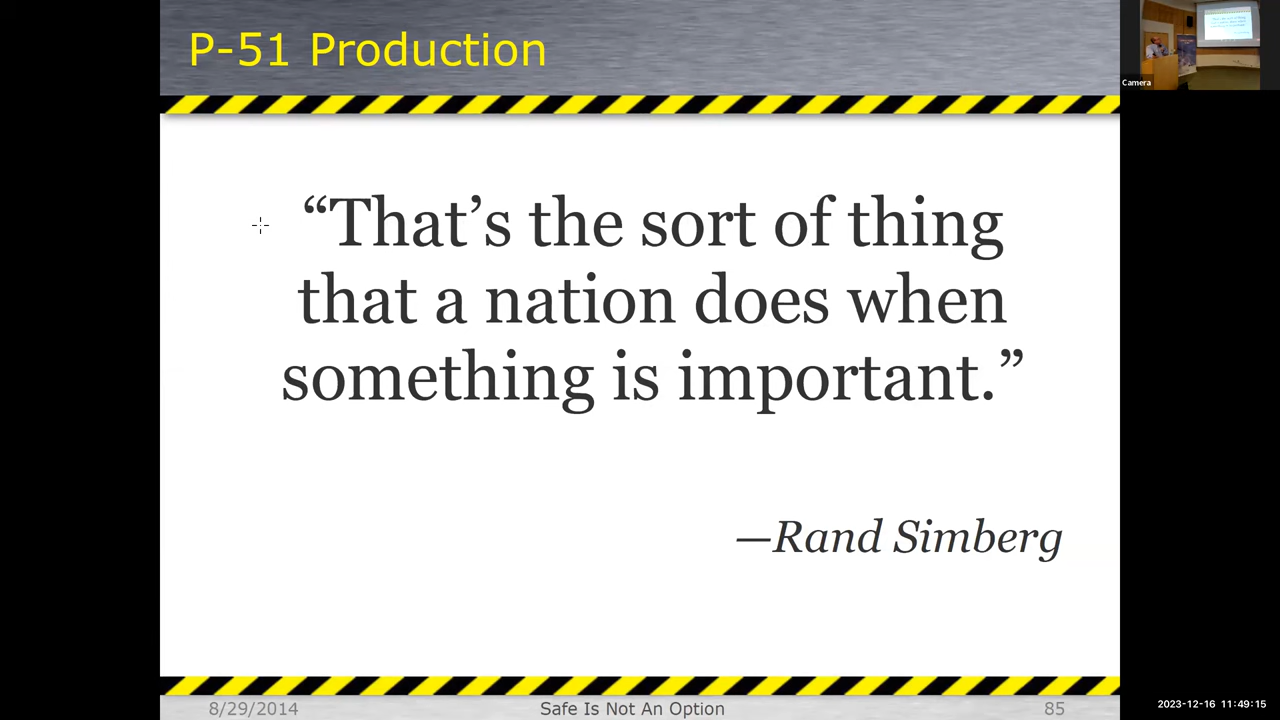 P-51 Production
“That’s the sort of thing
that a nation does when
something is important.”
—Rand Simberg
8/29/2014
Safe Is Not An Option
85
Camera
2023-12-16 11:49:15